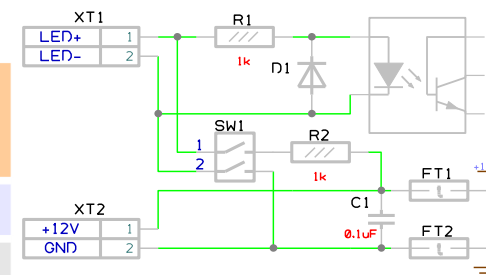 XT1
LED+ 1
LED- 2
R1
1k
D1
SW1
1
2
R2
1k
XT2
+12V 1
GND 2
C1
0.1uF
FT1
FT2
+1